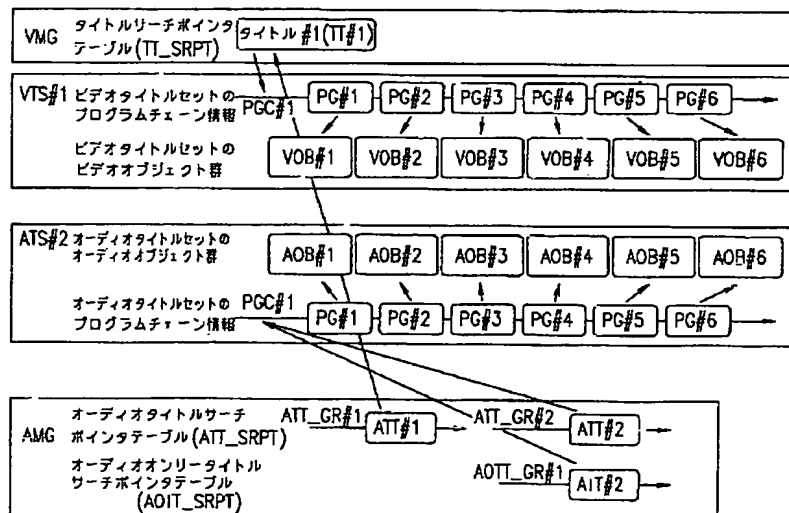 VMG
タイトルリーチポインタ
テーブル(TT_SRPT)
タイトル #1(TT#1)
VTS#1
ビデオタイトルセットの
プログラムチェーン情報
PGC#1
PG#1
PG#2
PG#3
PG#4
PG#5
PG#6
ビデオタイトルセットの
ビデオオブジェクト群
VOB#1
VOB#2
VOB#3
VOB#4
VOB#5
VOB#6
ATS#2
オーディオタイトルセットの
オーディオオブジェクト群
AOB#1
AOB#2
AOB#3
AOB#4
AOB#5
AOB#6
オーディオタイトルセットの
プログラムチェーン情報
PGC#1
PG#1
PG#2
PG#3
PG#4
PG#5
PG#6
AMG
オーディオタイトルサーチ
ポインタテーブル(ATT_SRPT)
ATT_GR#1
ATT#1
ATT_GR#2
ATT#2
オーディオオンリータイトル
サーチポインタテーブル
(AOIT_SRPT)
AOTT_GR#1
AIT#2